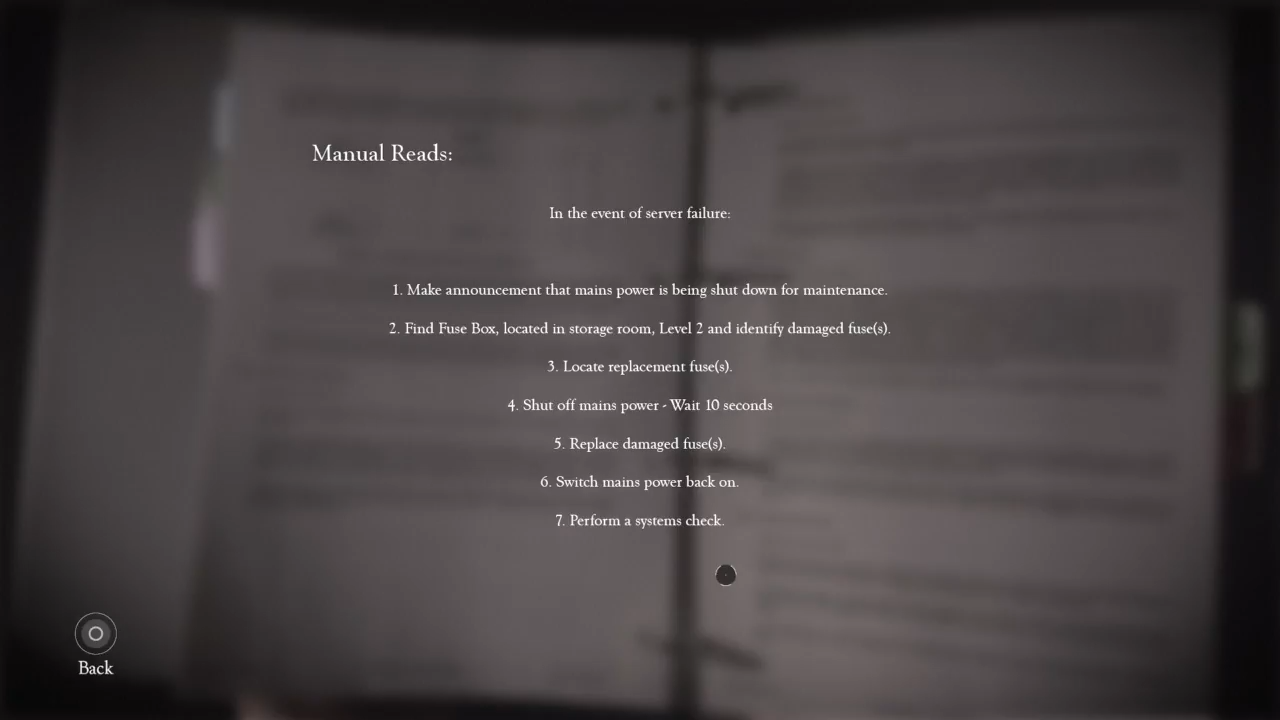 Manual Reads:
In the event of server failure:
1. Make announcement that mains power is being shut down for maintenance.
2. Find Fuse Box, located in storage room, Level 2 and identify damaged fuse(s).
3. Locate replacement fuse(s).
4. Shut off mains power - Wait 10 seconds
5. Replace damaged fuse(s).
6. Switch mains power back on.
7. Perform a systems check.
Back